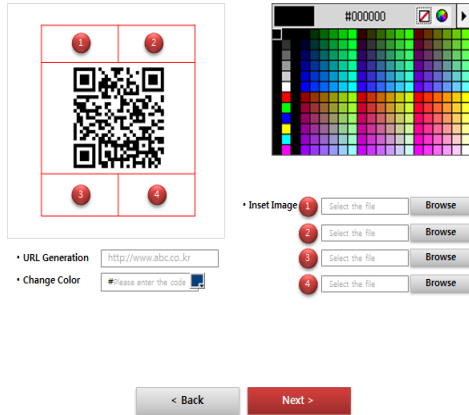 1 2
3 4
• URL Generation http://www.abc.co.kr
• Change Color #Please enter the code
#000000
• Inset Image 1 Select the file Browse
2 Select the file Browse
3 Select the file Browse
4 Select the file Browse
< Back Next >